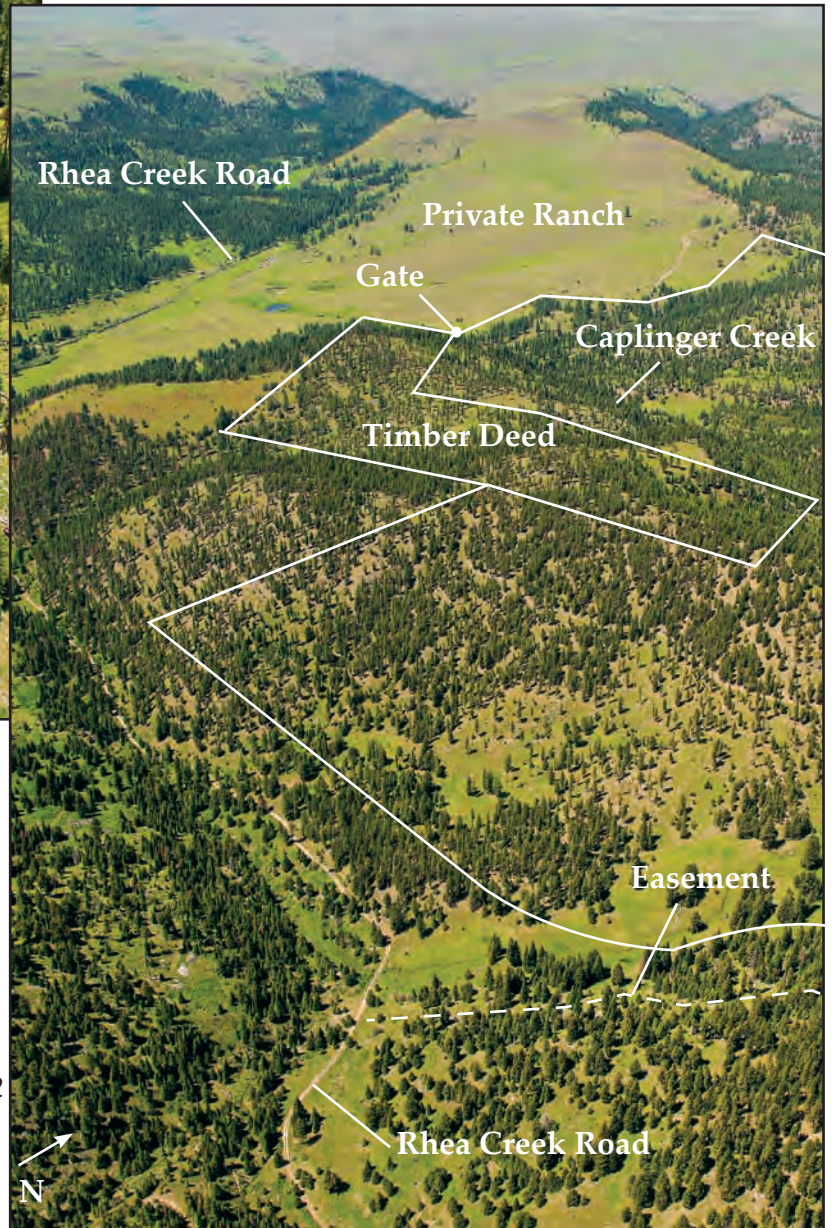 Rhea Creek Road
Private Ranch
Gate
Caplinger Creek
Timber Deed
Easement
Rhea Creek Road
N